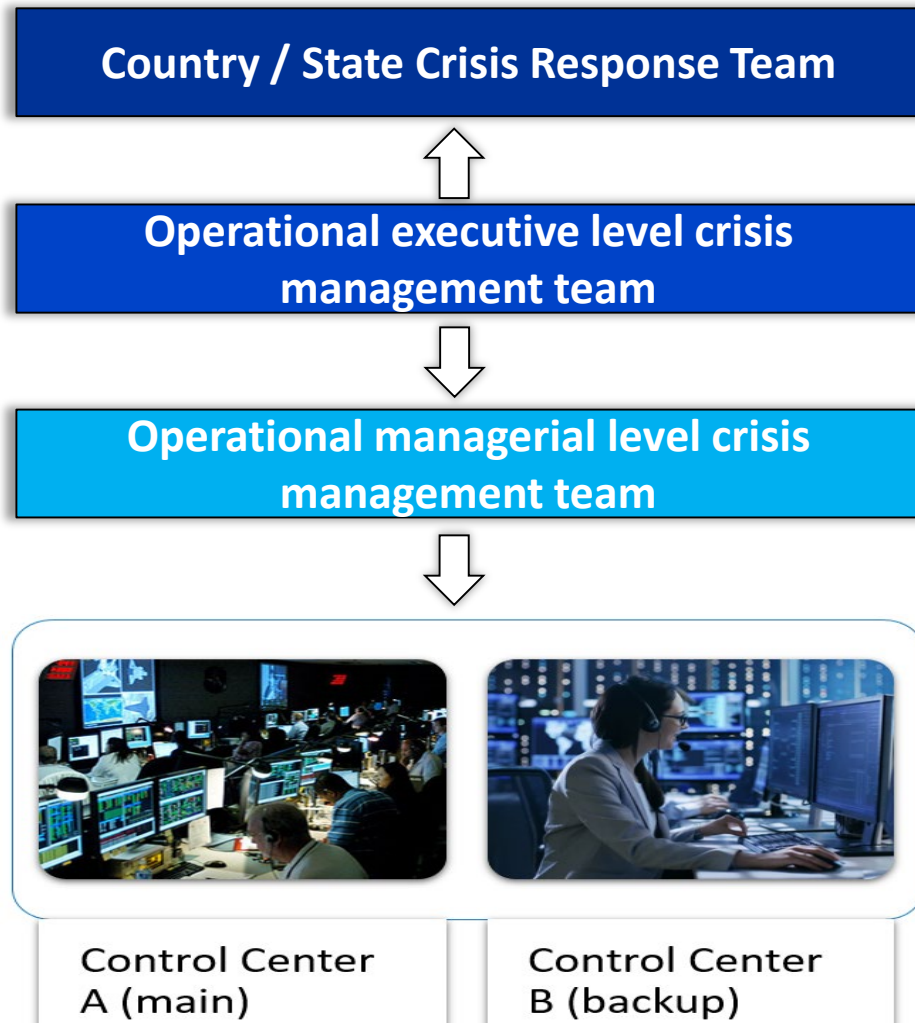 Country / State Crisis Response Team
Operational executive level crisis
management team
Operational managerial level crisis
management team
Control Center
A (main)
Control Center
B (backup)